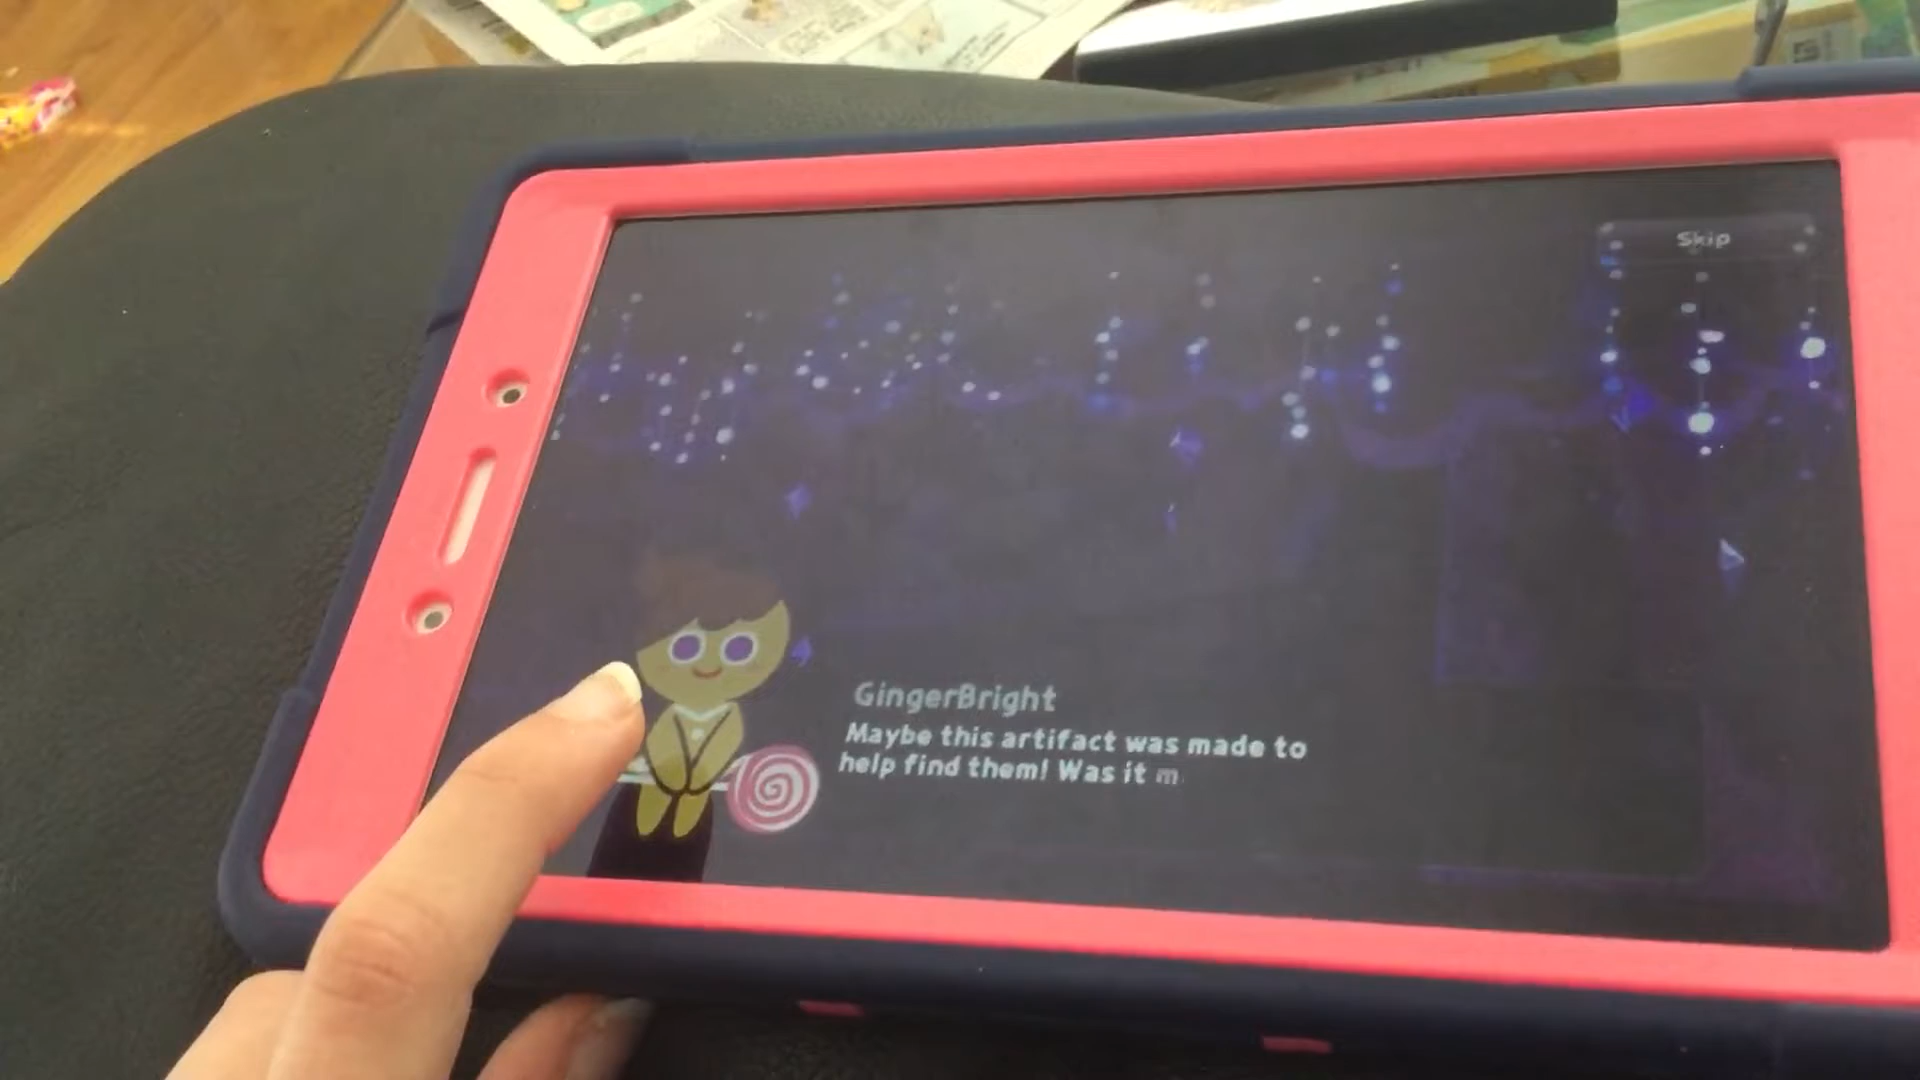 Skip
GingerBright
Maybe this artifact was made to
help find them! Was it m